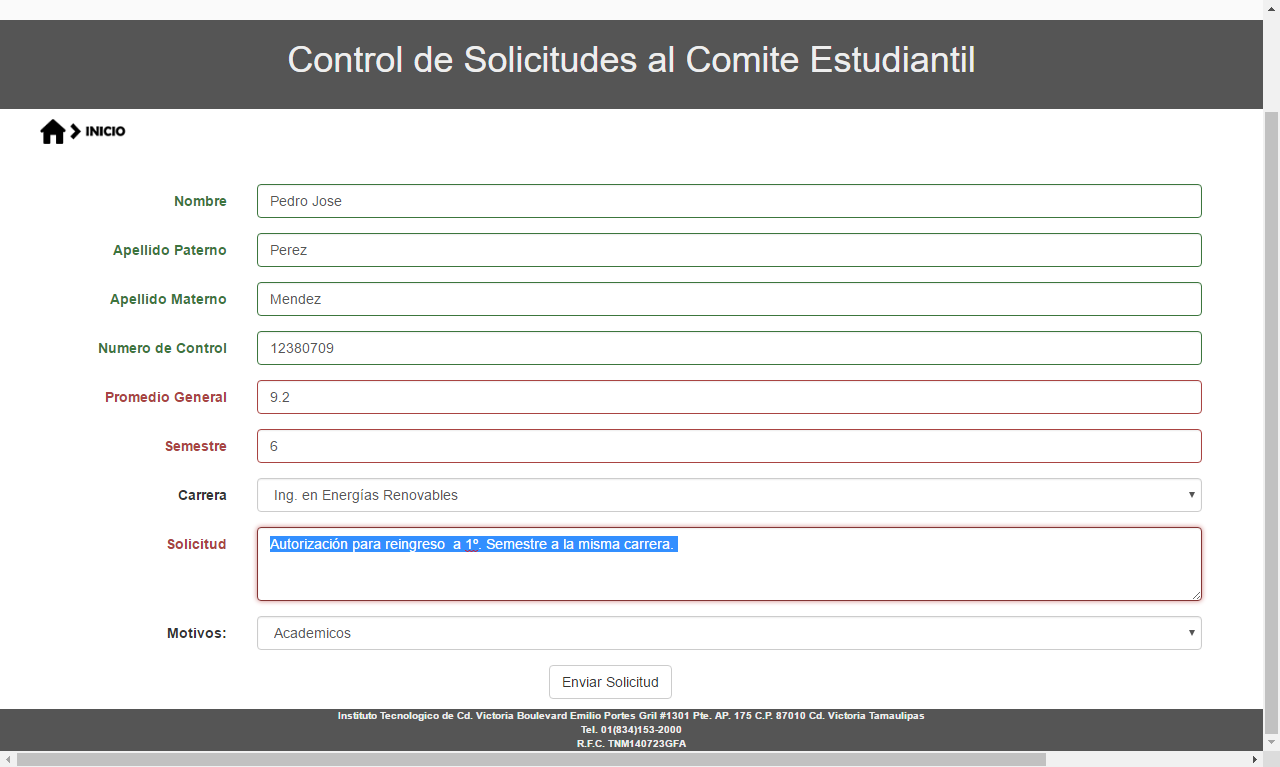 Control de Solicitudes al Comite Estudiantil
INICIO
Nombre Pedro Jose
Apellido Paterno Perez
Apellido Materno Mendez
Numero de Control 12380709
Promedio General 9.2
Semestre 6
Carrera Ing. en Energías Renovables
Solicitud Autorización para reingreso  a 1º. Semestre a la misma carrera.
Motivos: Academicos
Enviar Solicitud
Instituto Tecnologico de Cd. Victoria Boulevard Emilio Portes Gril #1301 Pte. AP. 175 C.P. 87010 Cd. Victoria Tamaulipas
Tel. 01(834)153-2000
R.F.C. TNM140723GFA